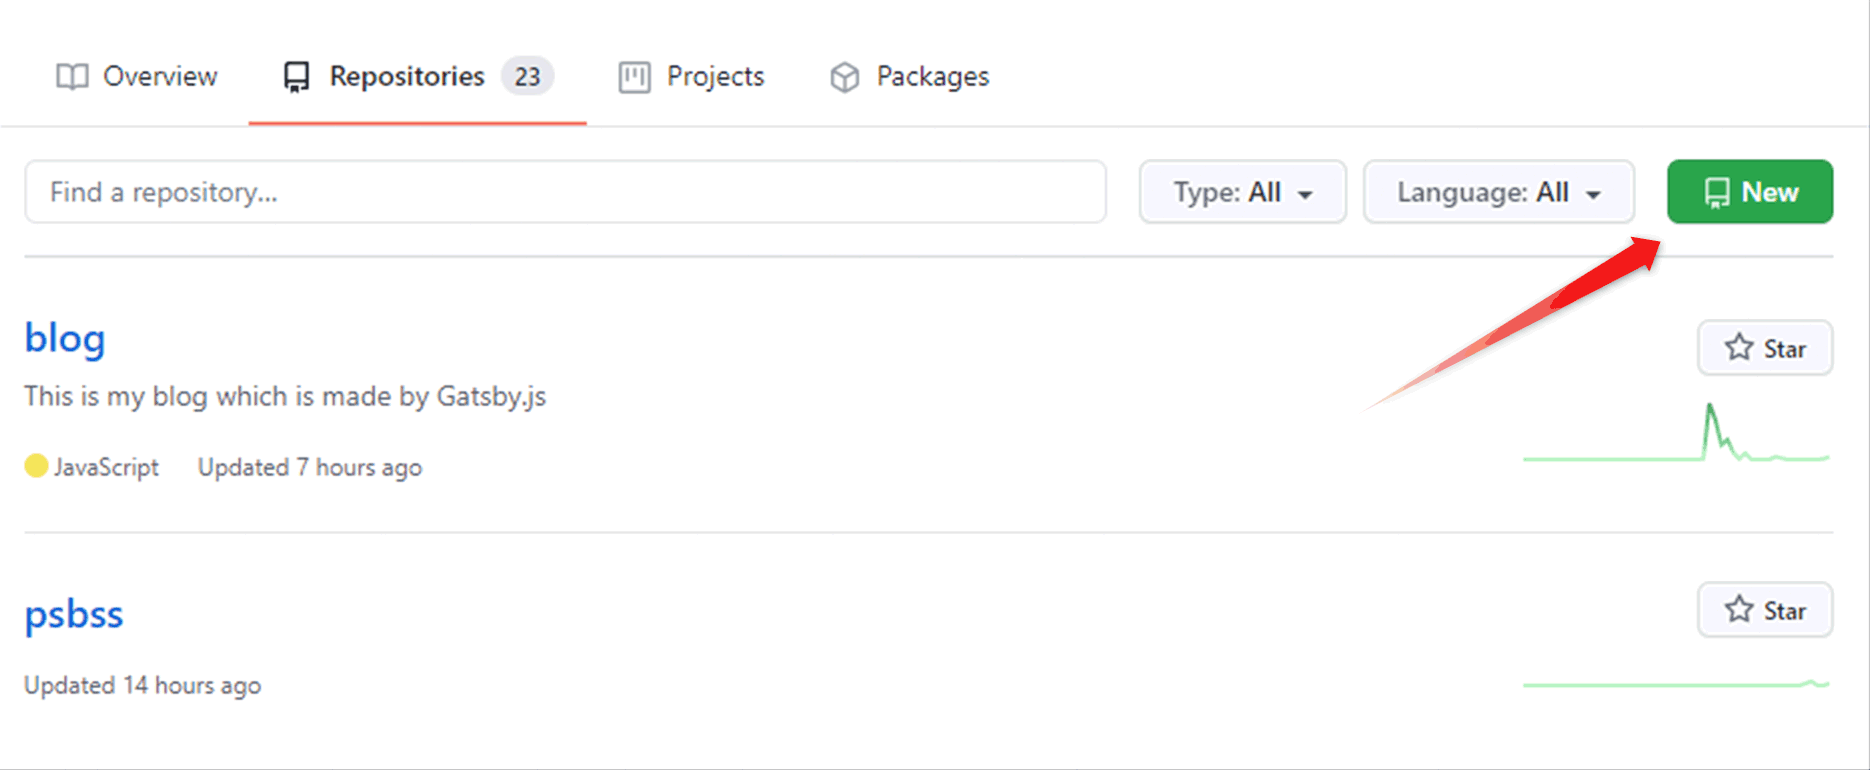 Overview Repositories 23 Projects Packages
Find a repository... Type: All Language: All New
blog Star
This is my blog which is made by Gatsby.js
JavaScript Updated 7 hours ago
psbss Star
Updated 14 hours ago